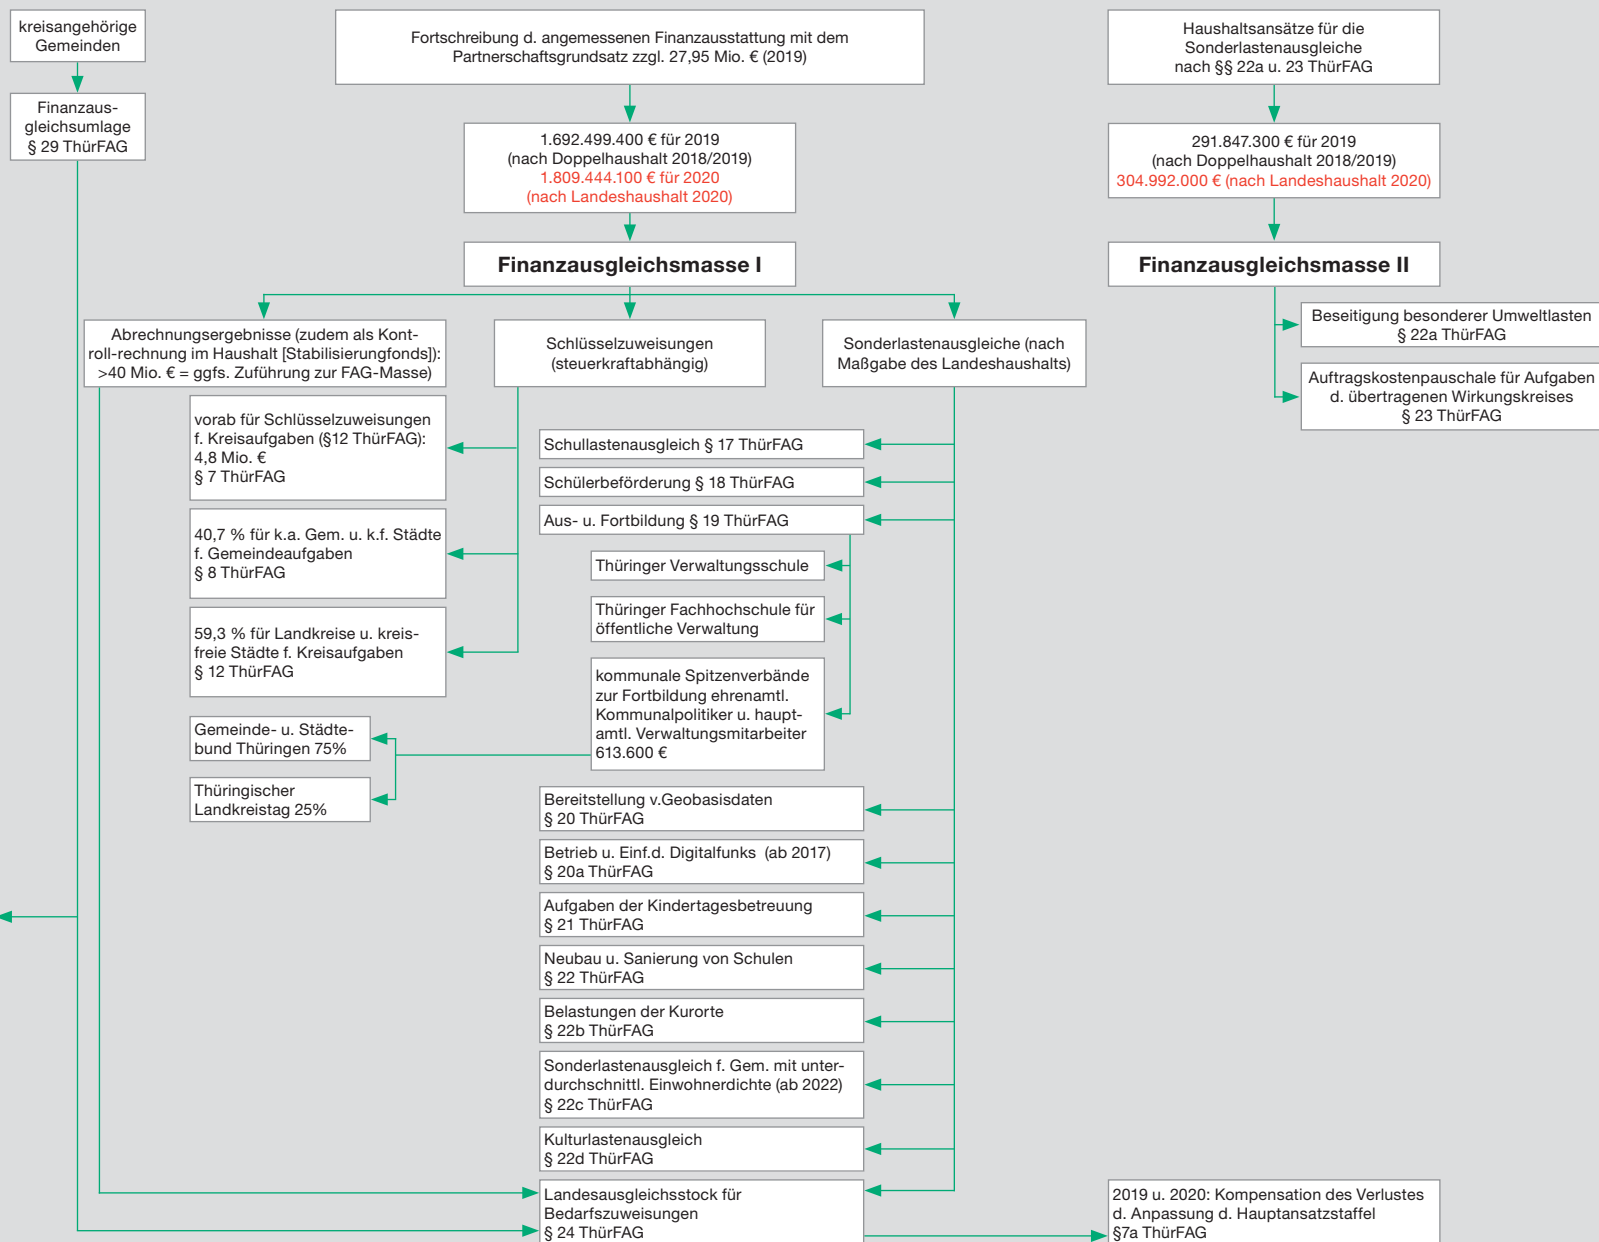 kreisangehörige
Gemeinden
Finanzaus-
gleichsumlage
§ 29 ThürFAG
Fortschreibung d. angemessenen Finanzausstattung mit dem
Partnerschaftsgrundsatz zzgl. 27,95 Mio. € (2019)
1.692.499.400 € für 2019
(nach Doppelhaushalt 2018/2019)
1.809.444.100 € für 2020
(nach Landeshaushalt 2020)
Finanzausgleichsmasse I
Haushaltsansätze für die
Sonderlastenausgleiche
nach §§ 22a u. 23 ThürFAG
291.847.300 € für 2019
(nach Doppelhaushalt 2018/2019)
304.992.000 € (nach Landeshaushalt 2020)
Finanzausgleichsmasse II
Beseitigung besonderer Umweltlasten
§ 22a ThürFAG
Auftragskostenpauschale für Aufgaben
d. übertragenen Wirkungskreises
§ 23 ThürFAG
Abrechnungsergebnisse (zudem als Kont-
roll-rechnung im Haushalt [Stabilisierungfonds]):
>40 Mio. € = ggfs. Zuführung zur FAG-Masse)
Schlüsselzuweisungen
(steuerkraftabhängig)
Sonderlastenausgleiche (nach
Maßgabe des Landeshaushalts)
vorab für Schlüsselzuweisungen
f. Kreisaufgaben (§12 ThürFAG):
4,8 Mio. €
§ 7 ThürFAG
40,7 % für k.a. Gem. u. k.f. Städte
f. Gemeindeaufgaben
§ 8 ThürFAG
59,3 % für Landkreise u. kreis-
freie Städte f. Kreisaufgaben
§ 12 ThürFAG
Schullastenausgleich § 17 ThürFAG
Schülerbeförderung § 18 ThürFAG
Aus- u. Fortbildung § 19 ThürFAG
Thüringer Verwaltungsschule
Thüringer Fachhochschule für
öffentliche Verwaltung
kommunale Spitzenverbände
zur Fortbildung ehrenamtl.
Kommunalpolitiker u. haupt-
amtl. Verwaltungsmitarbeiter
613.600 €
Gemeinde- u. Städte-
bund Thüringen 75%
Thüringischer
Landkreistag 25%
Bereitstellung v.Geobasisdaten
§ 20 ThürFAG
Betrieb u. Einf.d. Digitalfunks (ab 2017)
§ 20a ThürFAG
Aufgaben der Kindertagesbetreuung
§ 21 ThürFAG
Neubau u. Sanierung von Schulen
§ 22 ThürFAG
Belastungen der Kurorte
§ 22b ThürFAG
Sonderlastenausgleich f. Gem. mit unter-
durchschnittl. Einwohnerdichte (ab 2022)
§ 22c ThürFAG
Kulturlastenausgleich
§ 22d ThürFAG
Landesausgleichsstock für
Bedarfszuweisungen
§ 24 ThürFAG
2019 u. 2020: Kompensation des Verlustes
d. Anpassung d. Hauptansatzstaffel
§7a ThürFAG